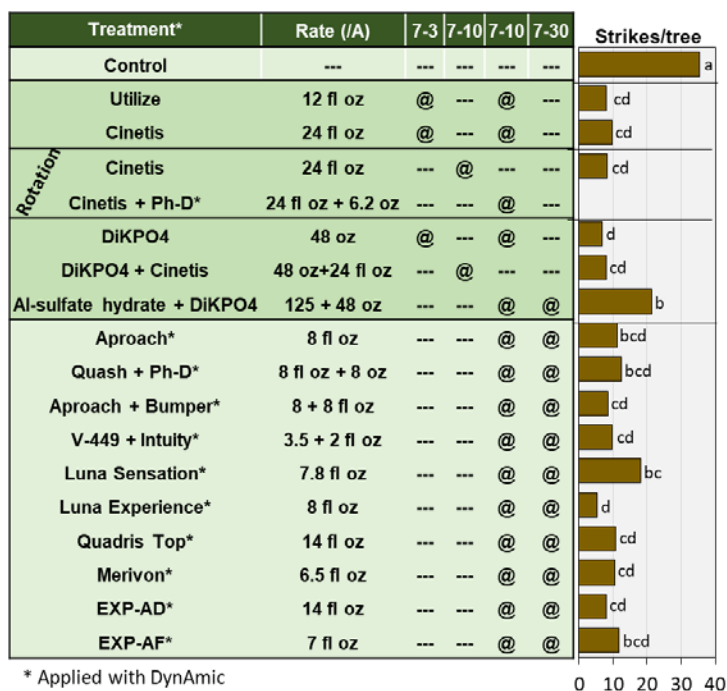 Treatment* Rate (/A) 7-3 7-10 7-10 7-30 Strikes/tree
Control --- --- --- --- --- a
Utilize 12 fl oz @ --- @ --- cd
Cinetis 24 fl oz @ --- @ --- cd
Rotation
Cinetis 24 fl oz --- @ --- --- cd
Cinetis + Ph-D* 24 fl oz + 6.2 oz --- --- @ ---
DiKPO4 48 oz @ --- @ --- d
DiKPO4 + Cinetis 48 oz+24 fl oz --- @ --- --- cd
Al-sulfate hydrate + DiKPO4 125 + 48 oz --- --- @ @ b
Aproach* 8 fl oz --- --- @ @ bcd
Quash + Ph-D* 8 fl oz + 8 oz --- --- @ @ bcd
Aproach + Bumper* 8 + 8 fl oz --- --- @ @ cd
V-449 + Intuity* 3.5 + 2 fl oz --- --- @ @ cd
Luna Sensation* 7.8 fl oz --- --- @ @ bc
Luna Experience* 8 fl oz --- --- @ @ d
Quadris Top* 14 fl oz --- --- @ @ cd
Merivon* 6.5 fl oz --- --- @ @ cd
EXP-AD* 14 fl oz --- --- @ @ cd
EXP-AF* 7 fl oz --- --- @ @ bcd
* Applied with DynAmic
0 10 20 30 40